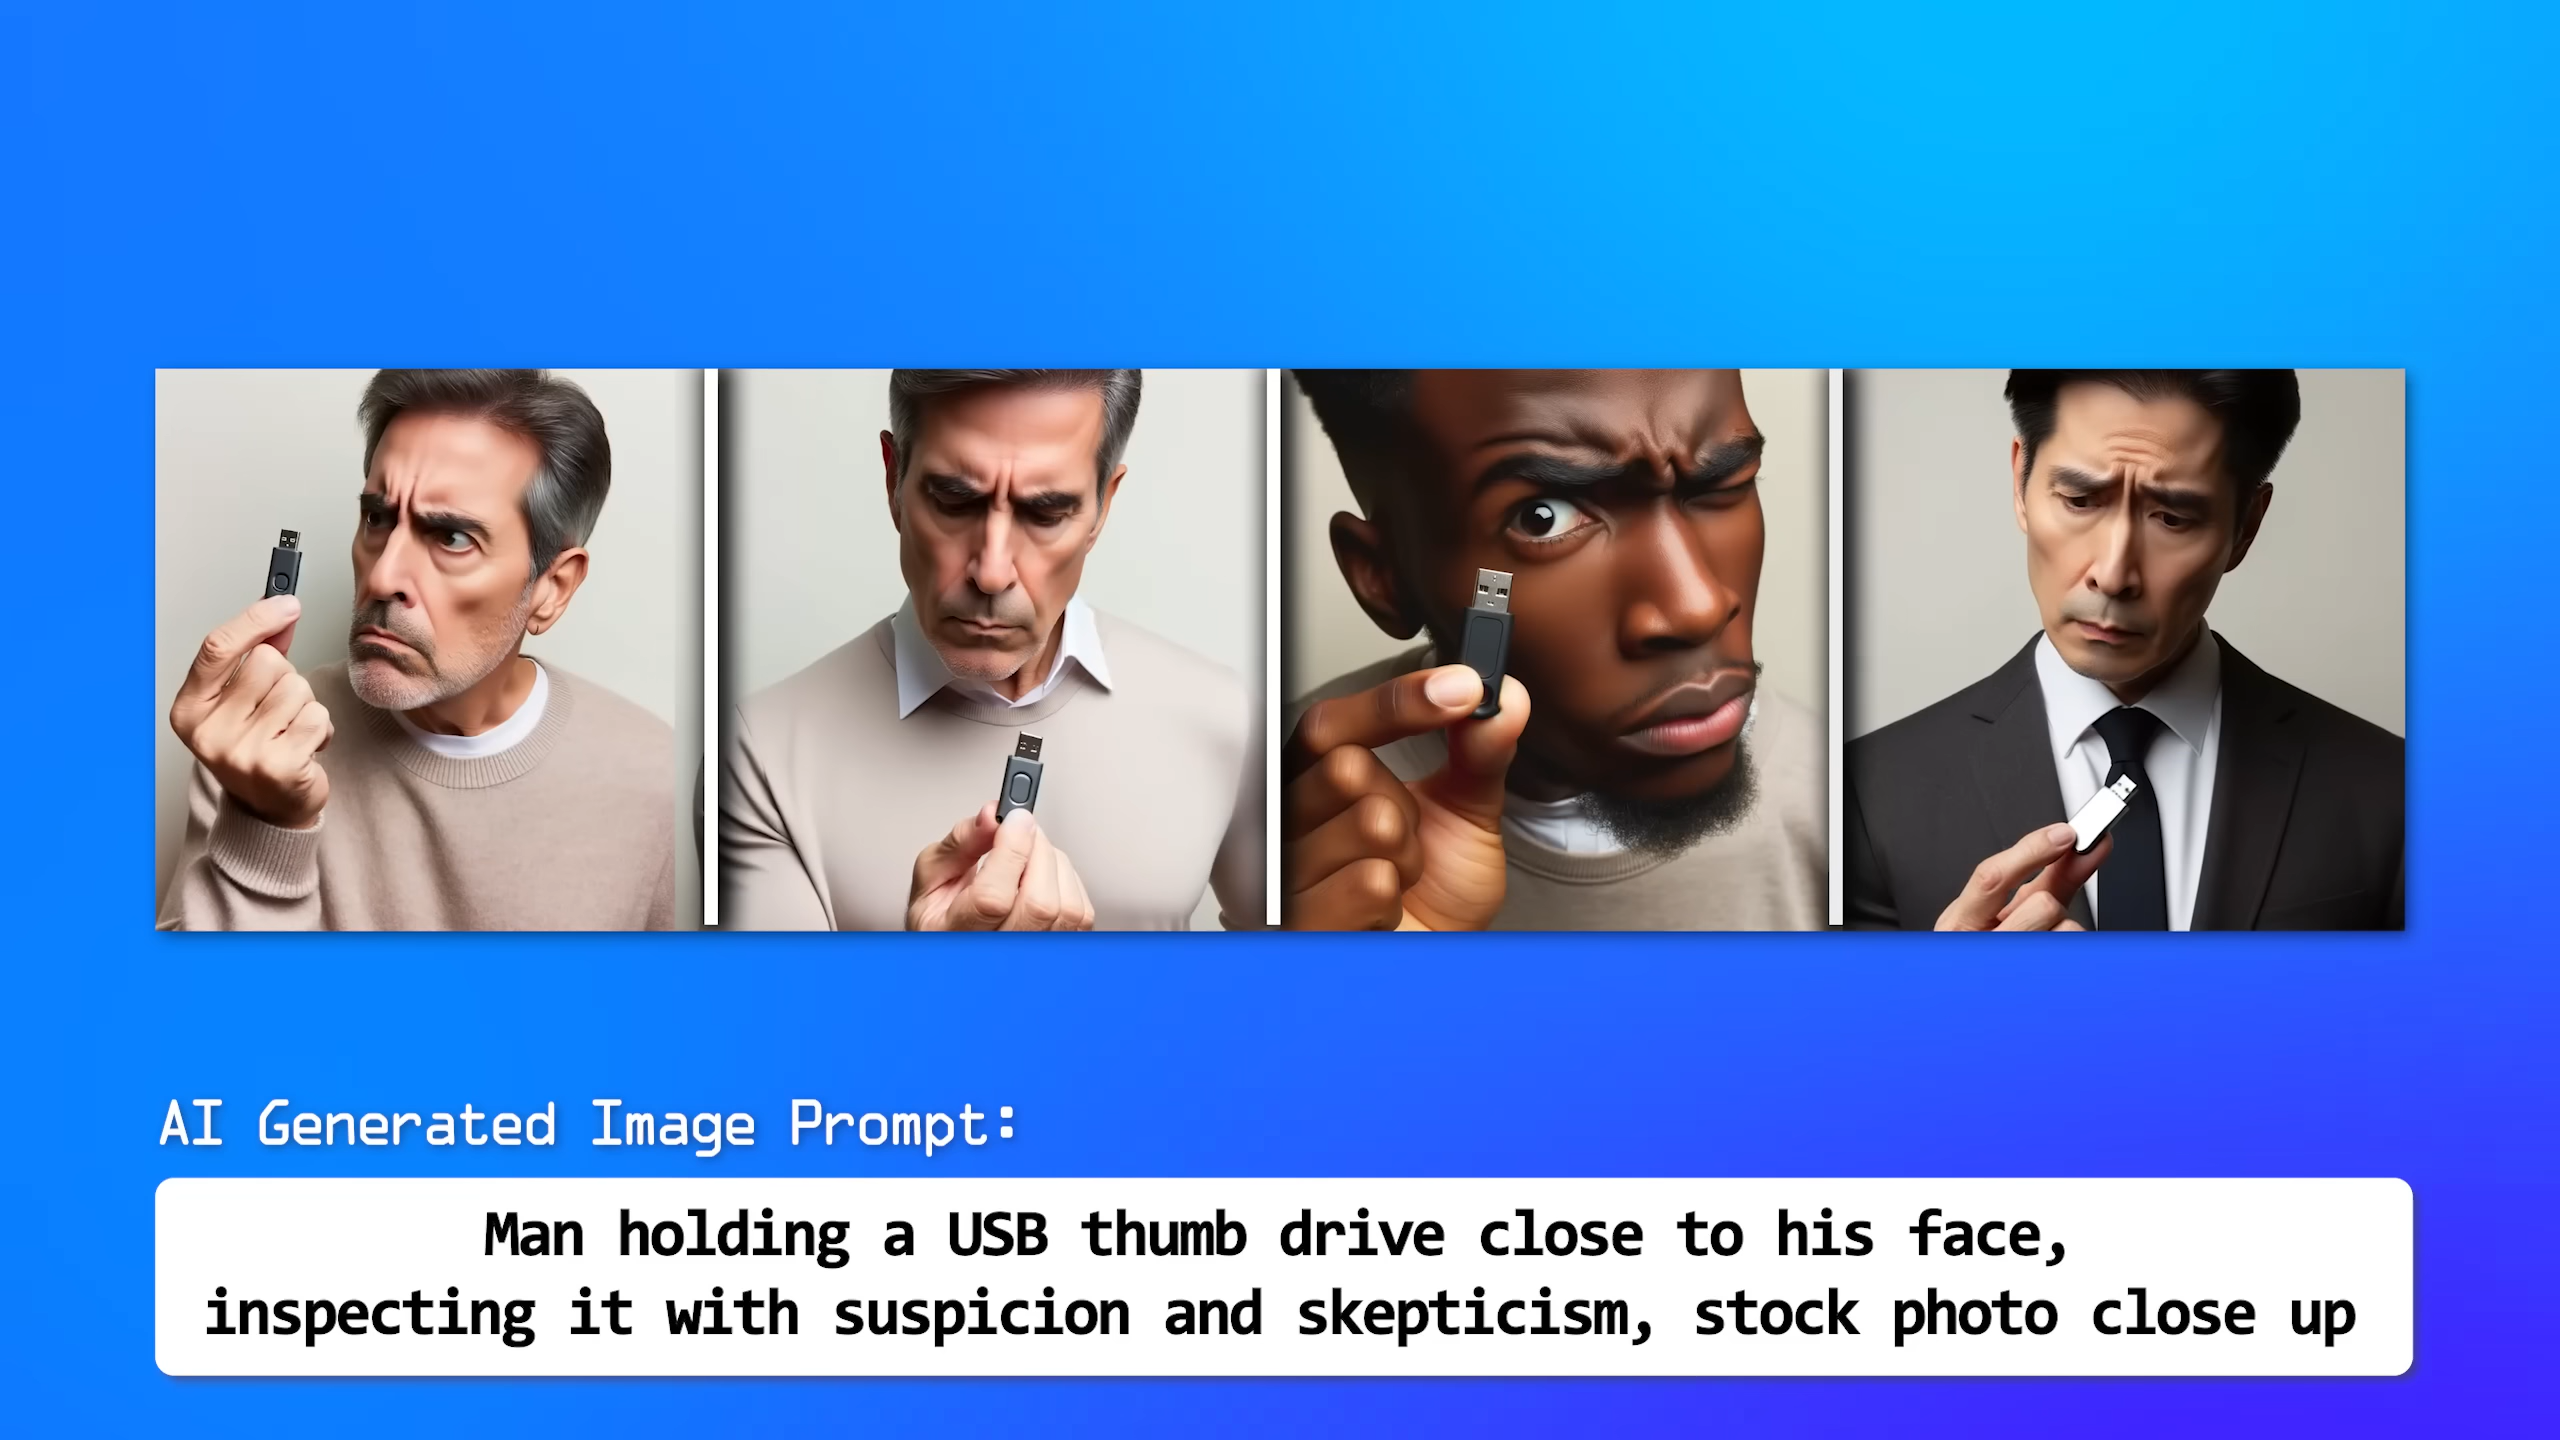 AI Generated Image Prompt:
Man holding a USB thumb drive close to his face,
inspecting it with suspicion and skepticism, stock photo close up